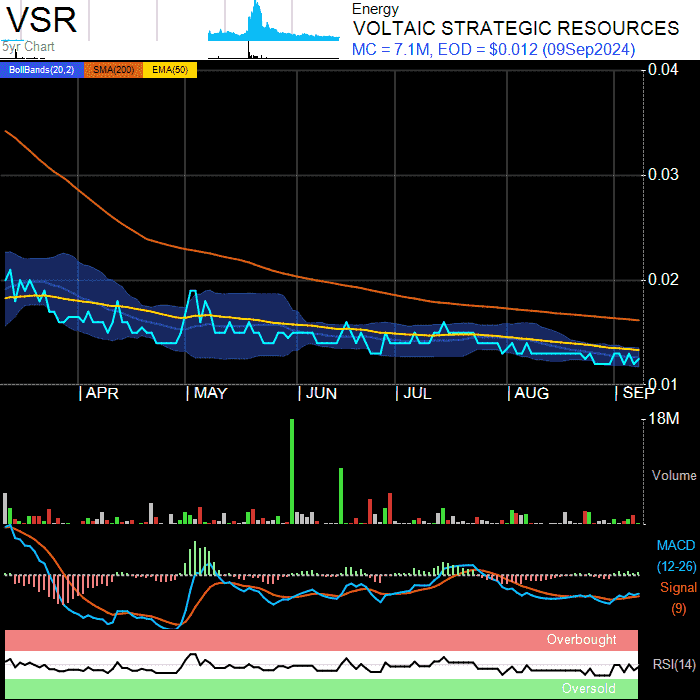 VSR
5yr Chart
Energy
VOLTAIC STRATEGIC RESOURCES
MC = 7.1M, EOD = $0.012 (09Sep2024)
BollBands(20,2) SMA(200) EMA(50)
0.04
0.03
0.02
0.01
APR MAY JUN JUL AUG SEP
18M
Volume
MACD
(12-26)
Signal
(9)
Overbought
RSI(14)
Oversold